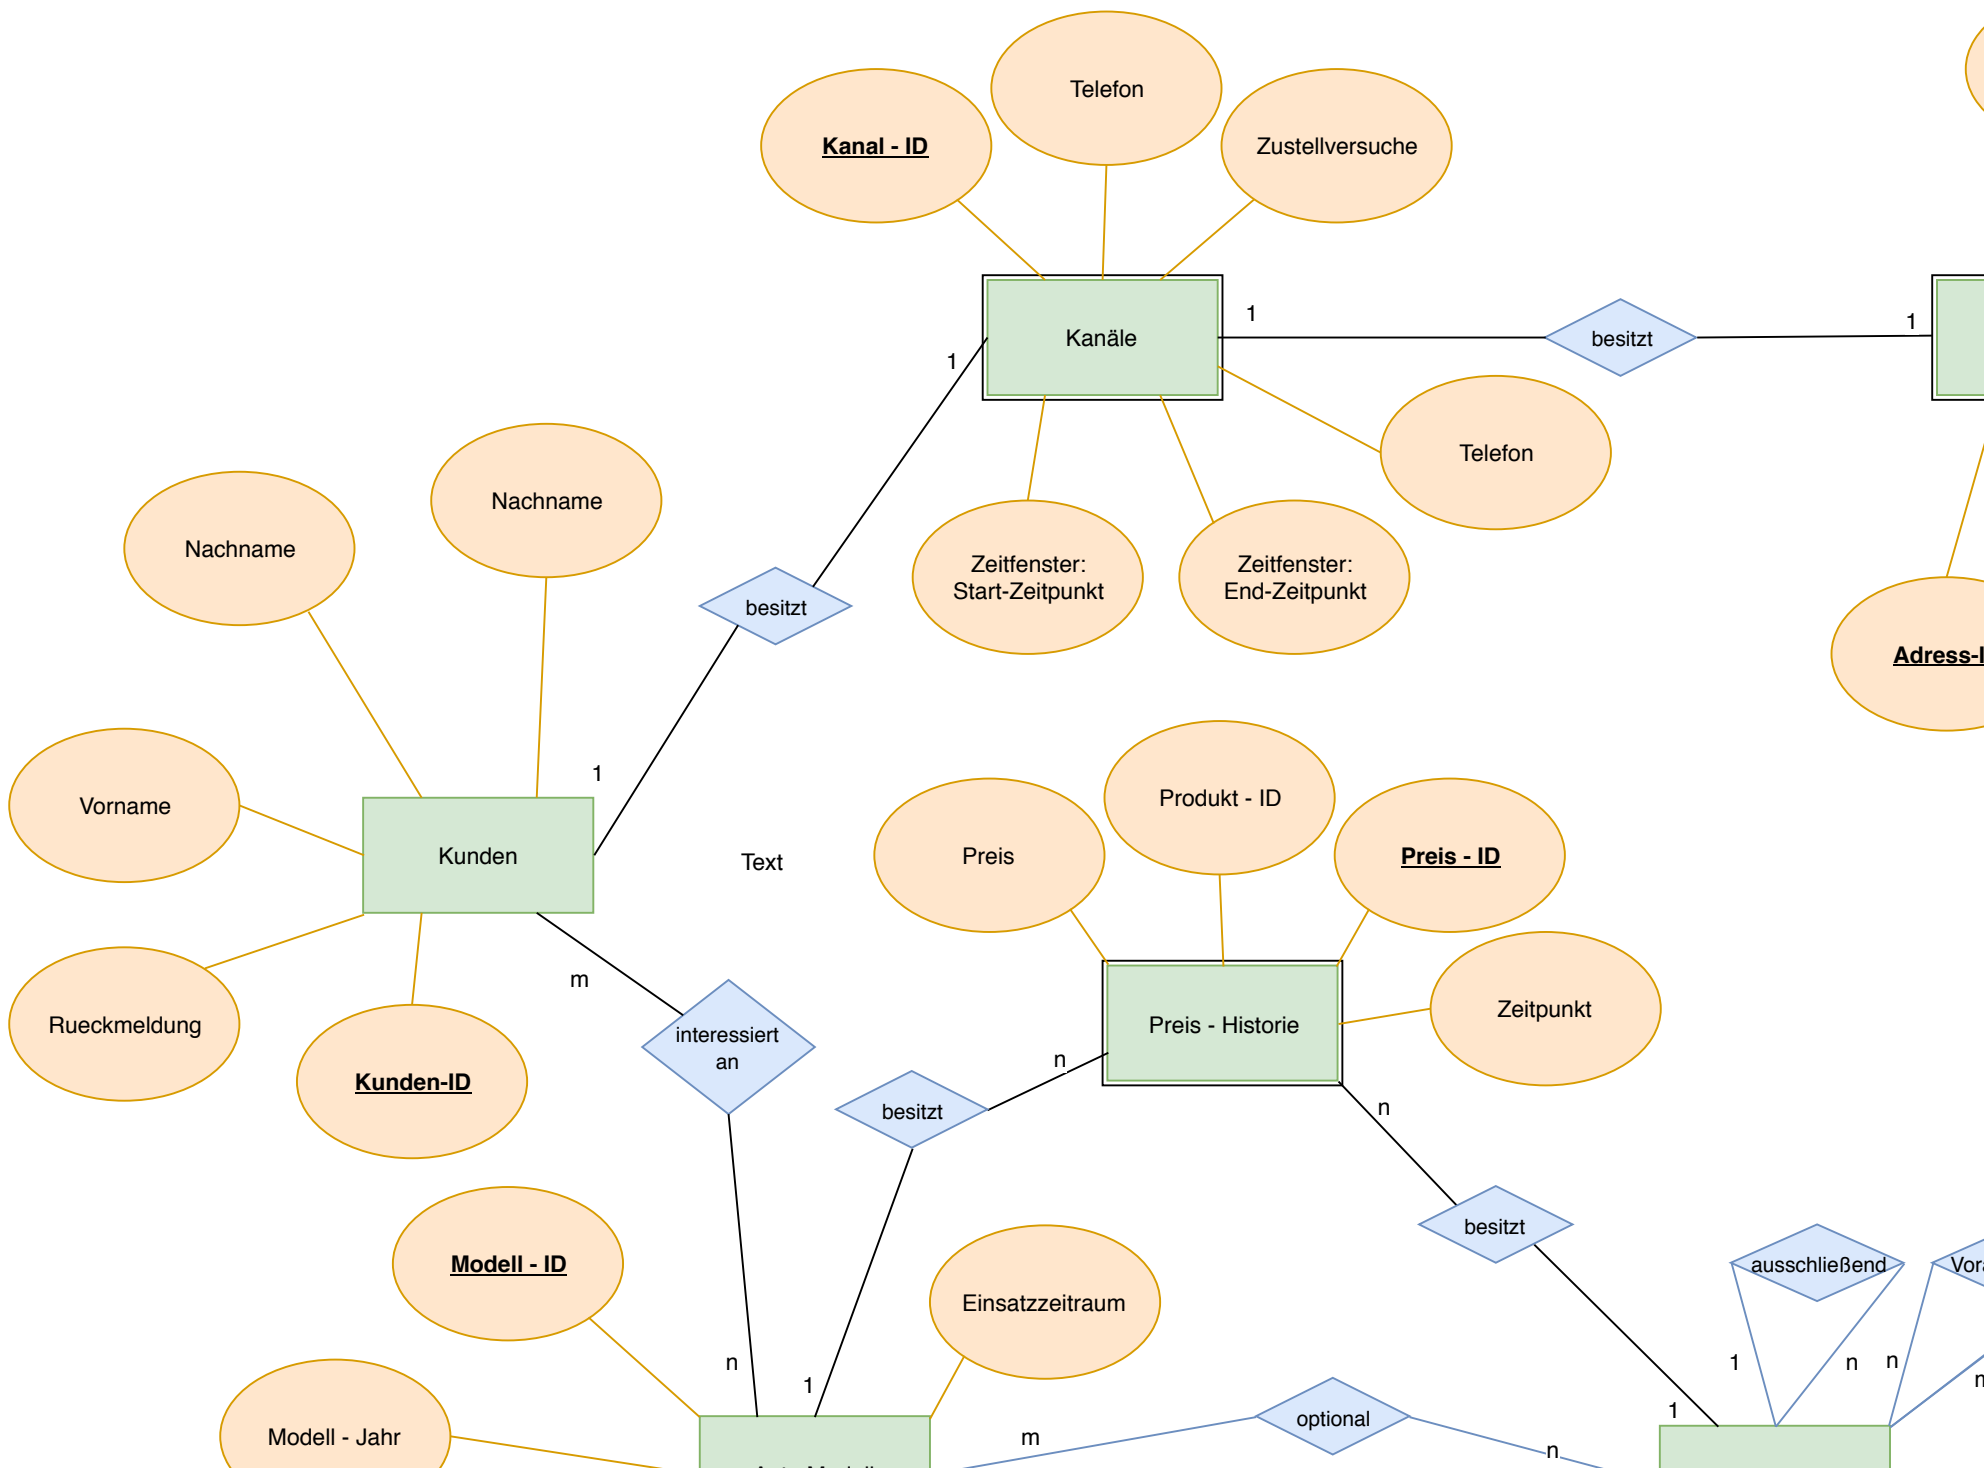 Telefon
Kanal - ID
Zustellversuche
1
1
Kanäle
besitzt
1
Telefon
Nachname
Nachname
Zeitfenster:
Start-Zeitpunkt
Zeitfenster:
End-Zeitpunkt
besitzt
Adress-I
1
Vorname
Produkt - ID
Kunden
Text
Preis
Preis - ID
m
Zeitpunkt
Rueckmeldung
interessiert
an
Preis - Historie
n
Kunden-ID
besitzt
n
besitzt
Modell - ID
ausschließend
Vora
Einsatzzeitraum
n
1
1
n
n
n
1
optional
Modell - Jahr
m
n